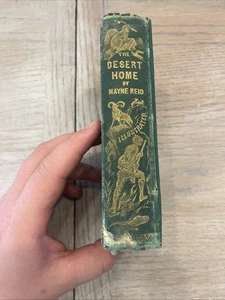 THE
DESERT
HOME
BY
MAYNE REID
ILLUSTRATED